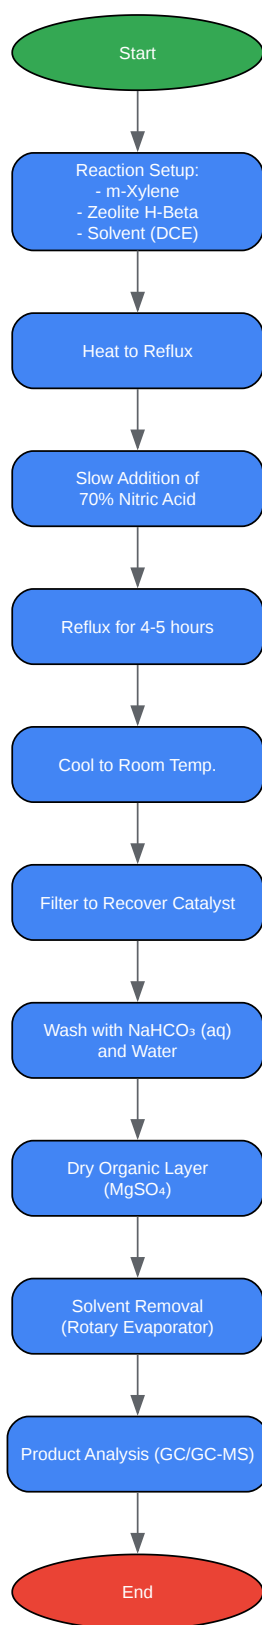 Start
Reaction Setup:
- m-Xylene
- Zeolite H-Beta
- Solvent (DCE)
Heat to Reflux
Slow Addition of
70% Nitric Acid
Reflux for 4-5 hours
Cool to Room Temp.
Filter to Recover Catalyst
Wash with NaHCO₃ (aq)
and Water
Dry Organic Layer
(MgSO₄)
Solvent Removal
(Rotary Evaporator)
Product Analysis (GC/GC-MS)
End